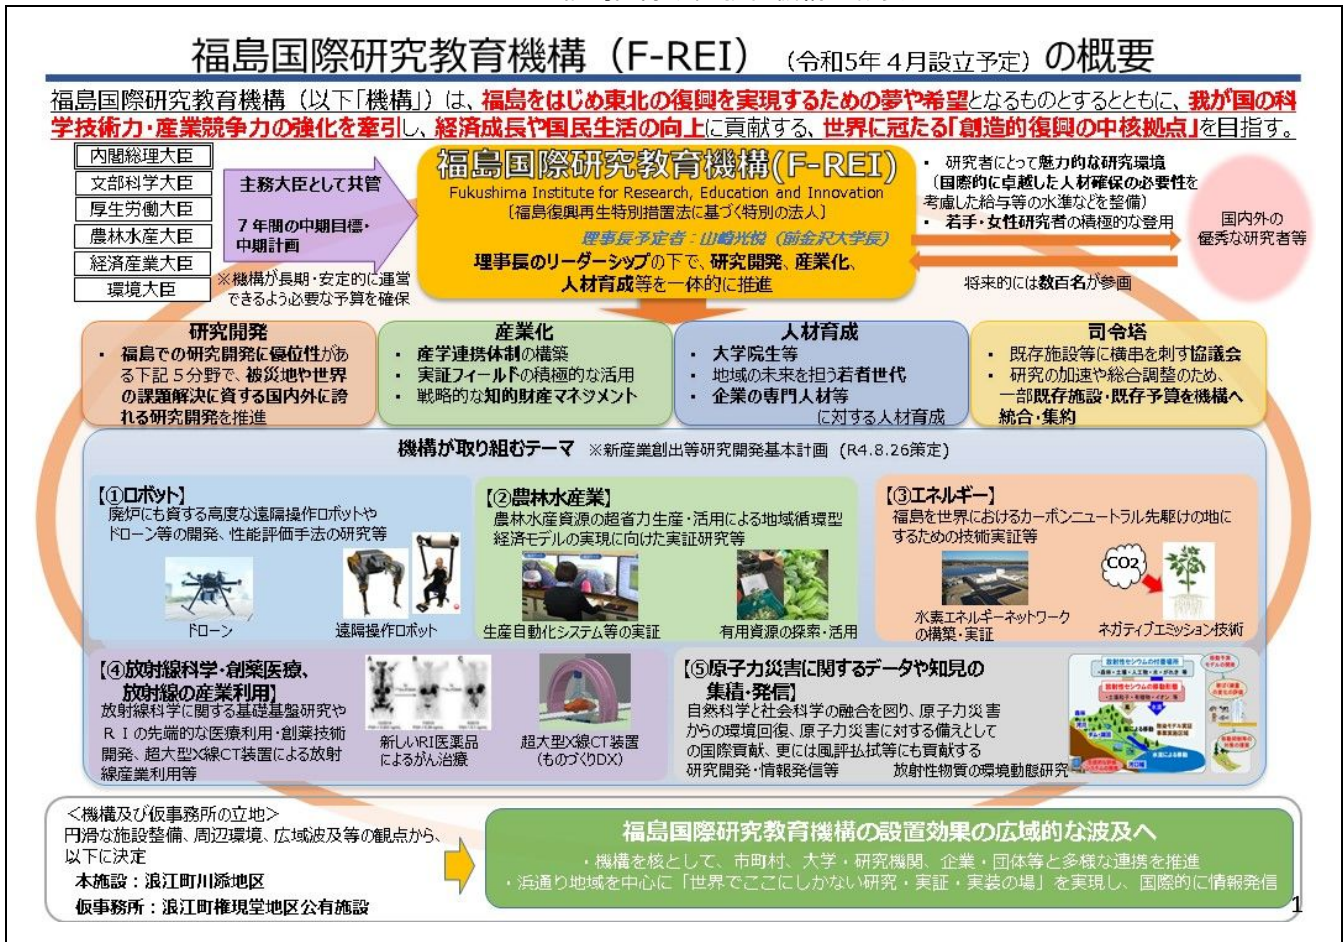 福島国際研究教育機構（F-REI）（令和5年４月設立予定）の概要
福島国際研究教育機構（以下「機構」）は、福島をはじめ東北の復興を実現するための夢や希望となるものとするとともに、我が国の科
学技術力・産業競争力の強化を牽引し、経済成長や国民生活の向上に貢献する、世界に冠たる「創造的復興の中核拠点」を目指す。
内閣総理大臣
文部科学大臣
厚生労働大臣
農林水産大臣
経済産業大臣
環境大臣
主務大臣として共管
７年間の中期目標・
中期計画
※機構が長期・安定的に運営
できるよう必要な予算を確保
福島国際研究教育機構(F-REI)
Fukushima Institute for Research, Education and Innovation
〔福島復興再生特別措置法に基づく特別の法人〕
理事長予定者：山崎光悦（前金沢大学長）
理事長のリーダーシップの下で、研究開発、産業化、
人材育成等を一体的に推進
• 研究者にとって魅力的な研究環境
（国際的に卓越した人材確保の必要性を
考慮した給与等の水準などを整備）
• 若手・女性研究者の積極的な登用
将来的には数百名が参画
国内外の
優秀な研究者等
研究開発
• 福島での研究開発に優位性があ
る下記５分野で、被災地や世界
の課題解決に資する国内外に誇
れる研究開発を推進
産業化
• 産学連携体制の構築
• 実証フィールドの積極的な活用
• 戦略的な知的財産マネジメント
人材育成
• 大学院生等
• 地域の未来を担う若者世代
• 企業の専門人材等
に対する人材育成
司令塔
• 既存施設等に横串を刺す協議会
• 研究の加速や総合調整のため、
一部既存施設・既存予算を機構へ
統合・集約
機構が取り組むテーマ ※新産業創出等研究開発基本計画 (R4.8.26策定)
【①ロボット】
廃炉にも資する高度な遠隔操作ロボットや
ドローン等の開発、性能評価手法の研究等
ドローン
遠隔操作ロボット
【②農林水産業】
農林水産資源の超省力生産・活用による地域循環型
経済モデルの実現に向けた実証研究等
生産自動化システム等の実証
有用資源の探索・活用
【③エネルギー】
福島を世界におけるカーボンニュートラル先駆けの地に
するための技術実証等
CO2
水素エネルギーネットワーク
の構築・実証
ネガティブエミッション技術
【④放射線科学・創薬医療、
放射線の産業利用】
放射線科学に関する基礎基盤研究や
ＲＩの先端的な医療利用・創薬技術
開発、超大型X線CT装置による放射
線産業利用等
新しいRI医薬品
によるがん治療
超大型X線CT装置
（ものづくりDX）
【⑤原子力災害に関するデータや知見の
集積・発信】
自然科学と社会科学の融合を図り、原子力災害
からの環境回復、原子力災害に対する備えとして
の国際貢献、更には風評払拭等にも貢献する
研究開発・情報発信等
放射性物質の環境動態研究
＜機構及び仮事務所の立地＞
円滑な施設整備、周辺環境、広域波及等の観点から、
以下に決定
本施設：浪江町川添地区
仮事務所：浪江町権現堂地区公有施設
福島国際研究教育機構の設置効果の広域的な波及へ
・機構を核として、市町村、大学・研究機関、企業・団体等と多様な連携を推進
・浜通り地域を中心に「世界でここにしかない研究・実証・実装の場」を実現し、国際的に情報発信
1